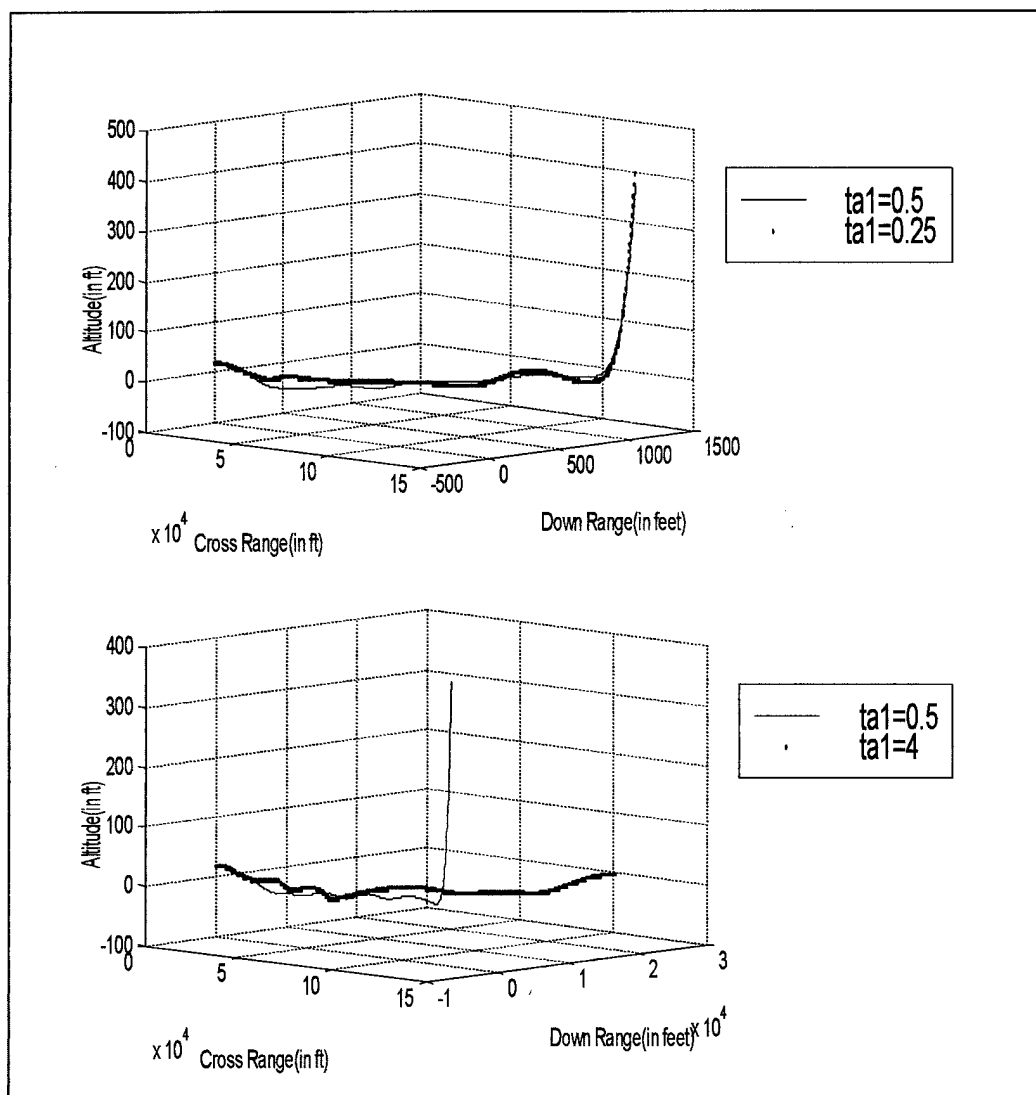 500
400
300
200
100
0
-100
Altitude(in ft)
0
5
10
15
x 10^4
Cross Range(in ft)
-500
0
500
1000
1500
Down Range(in feet)
ta1=0.5
ta1=0.25
400
300
200
100
0
-100
Altitude(in ft)
0
5
10
15
x 10^4
Cross Range(in ft)
-1
0
1
2
3
Down Range(in feet)
x 10^4
ta1=0.5
ta1=4